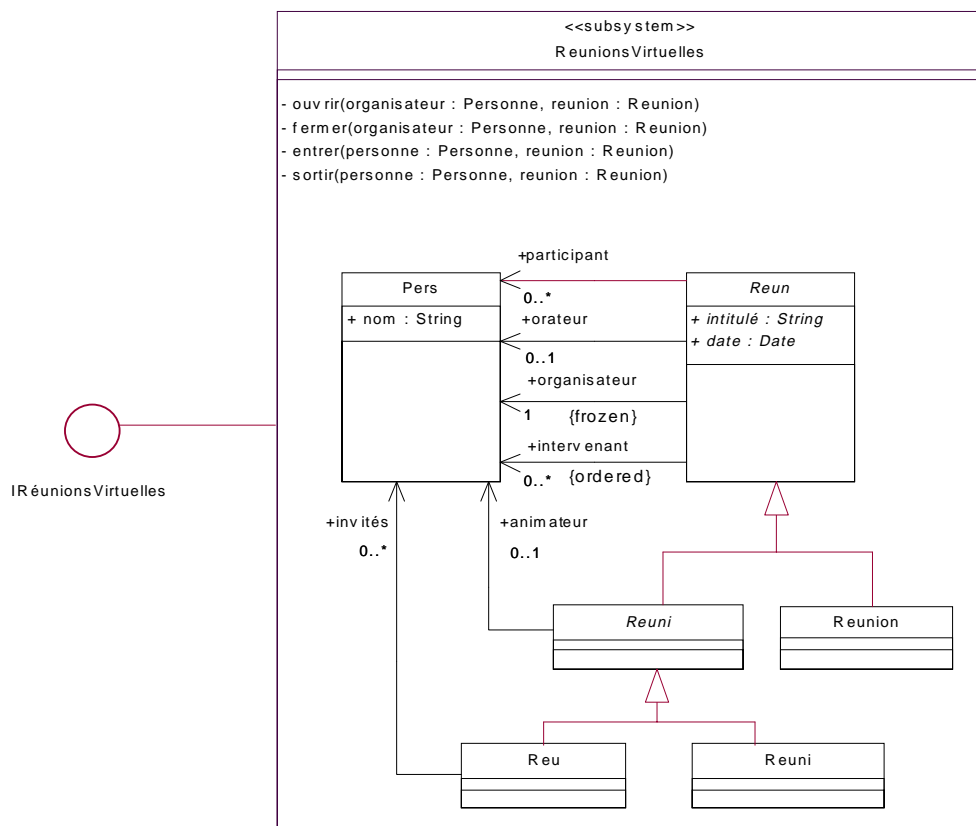 <<subsystem>>
ReunionsVirtuelles
- ouvrir(organisateur : Personne, reunion : Reunion)
- fermer(organisateur : Personne, reunion : Reunion)
- entrer(personne : Personne, reunion : Reunion)
- sortir(personne : Personne, reunion : Reunion)
+participant
0..*
Pers
Reun
+ nom : String
+ intitulé : String
+ date : Date
+orateur
0..1
+organisateur
1 {frozen}
+intervenant
0..* {ordered}
IRéunionsVirtuelles
+invités
0..*
+animateur
0..1
Reuni
Reunion
Reu
Reuni